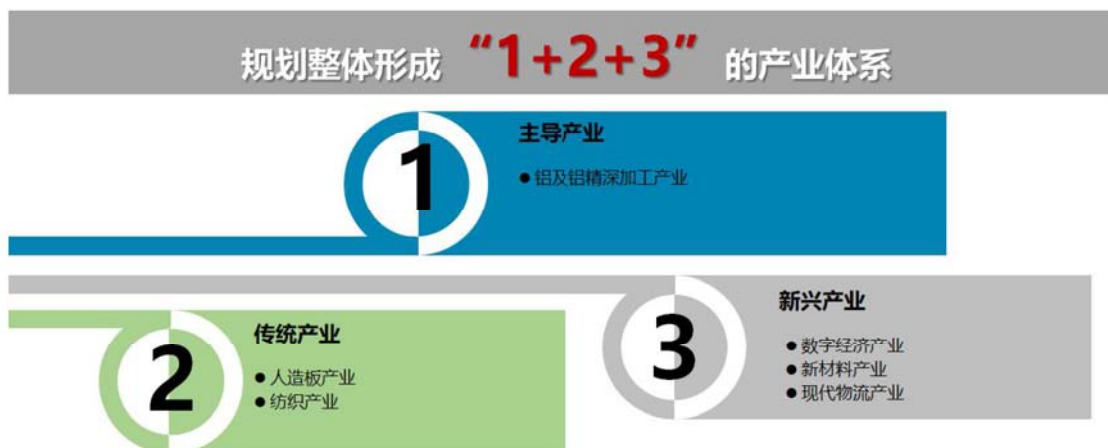 规划整体形成“1+2+3”的产业体系
1
主导产业
● 铝及铝精深加工产业
2
传统产业
● 人造板产业
● 纺织产业
3
新兴产业
● 数字经济产业
● 新材料产业
● 现代物流产业